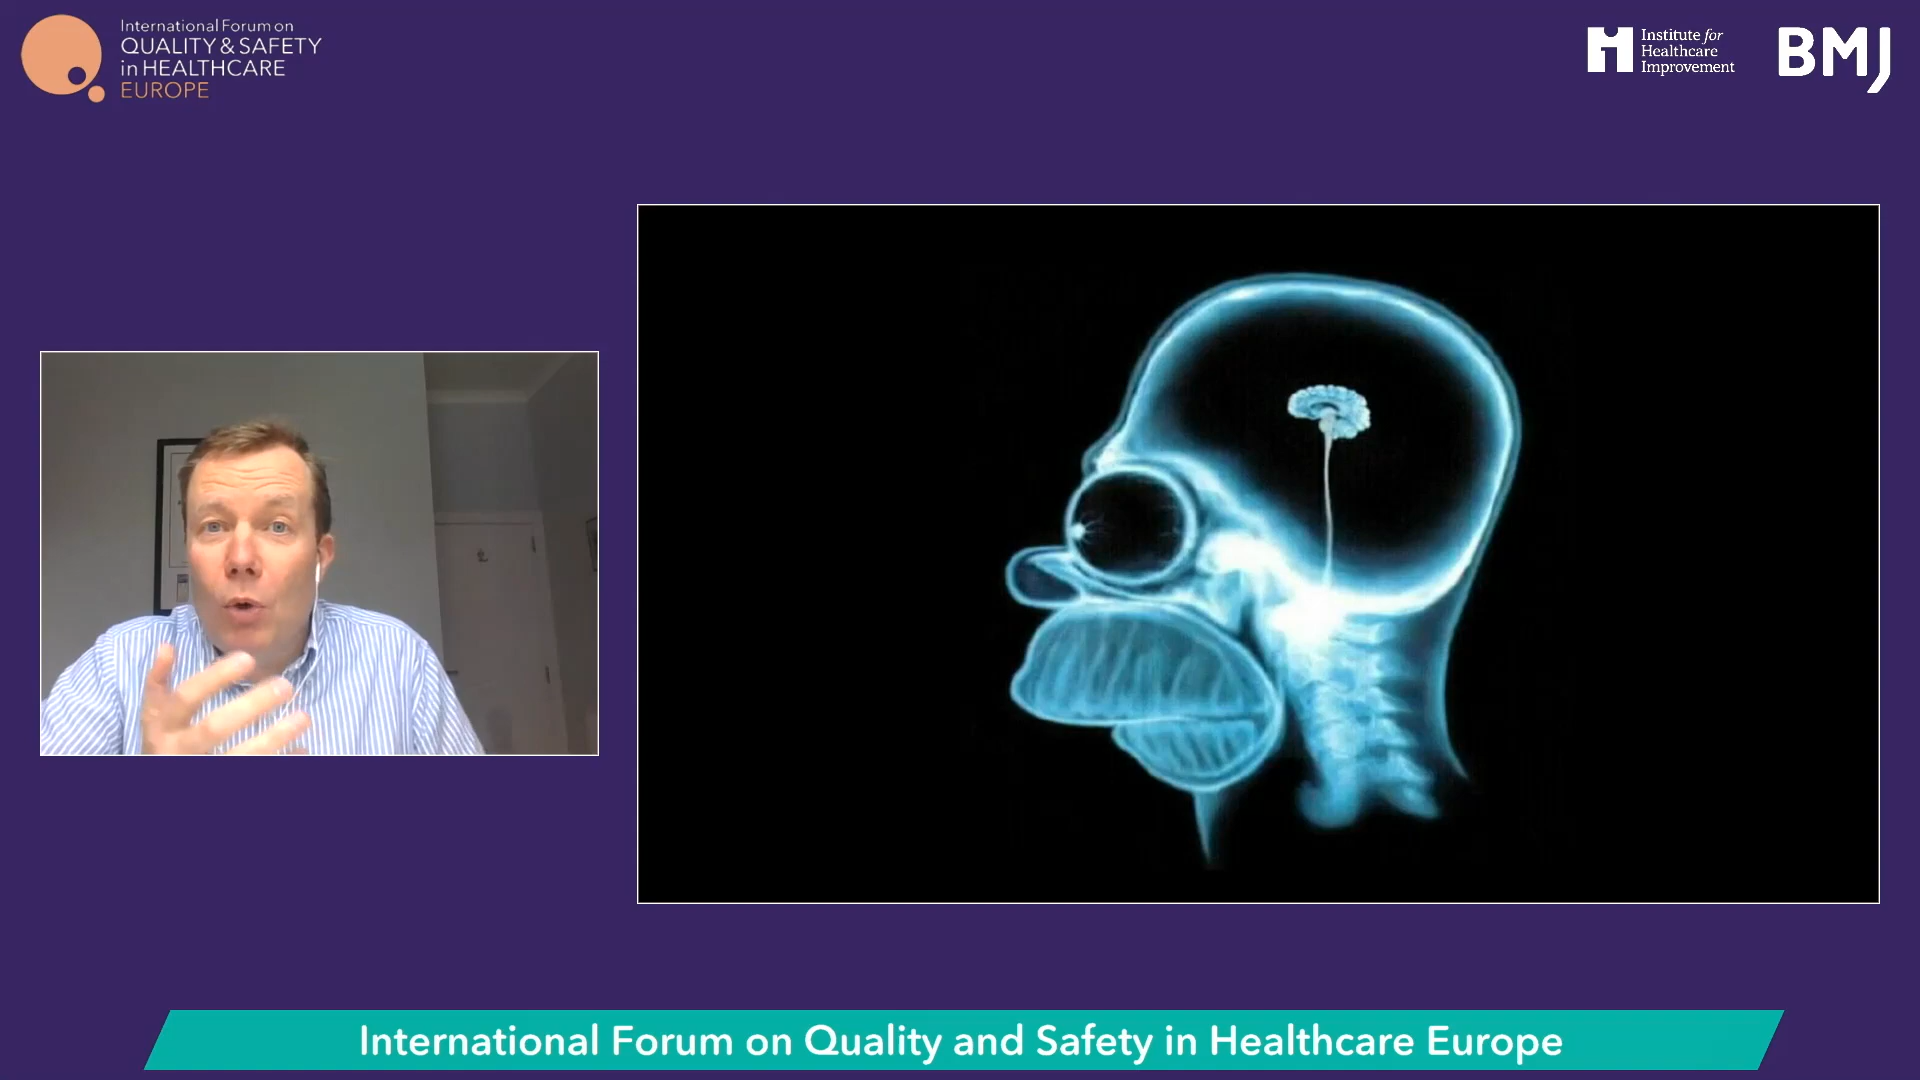 International Forum on
QUALITY & SAFETY
in HEALTHCARE
EUROPE
Institute for
Healthcare
Improvement
BMJ
International Forum on Quality and Safety in Healthcare Europe